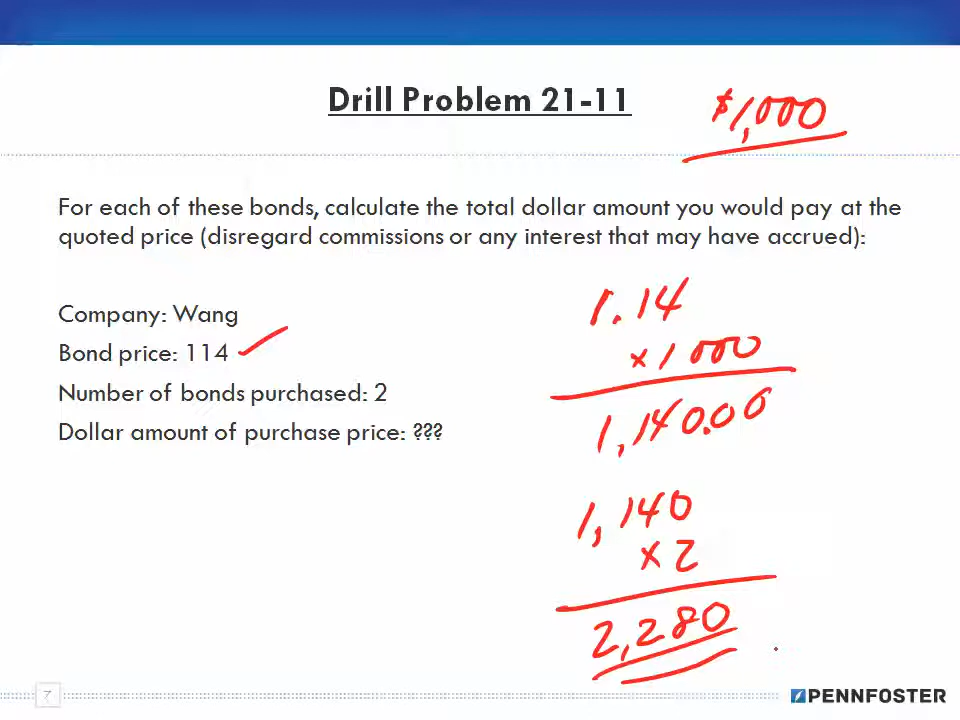 Drill Problem 21-11
$1,000
For each of these bonds, calculate the total dollar amount you would pay at the
quoted price (disregard commissions or any interest that may have accrued):
Company: Wang
Bond price: 114
Number of bonds purchased: 2
Dollar amount of purchase price: ???
1.14
×1000
1,140.00
1,140
×2
2,280
7
PENNFOSTER